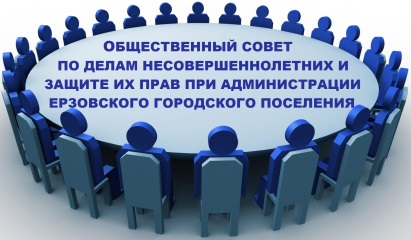 ОБЩЕСТВЕННЫЙ СОВЕТ
ПО ДЕЛАМ НЕСОВЕРШЕННОЛЕТНИХ И
ЗАЩИТЕ ИХ ПРАВ ПРИ АДМИНИСТРАЦИИ
ЕРЗОВСКОГО ГОРОДСКОГО ПОСЕЛЕНИЯ